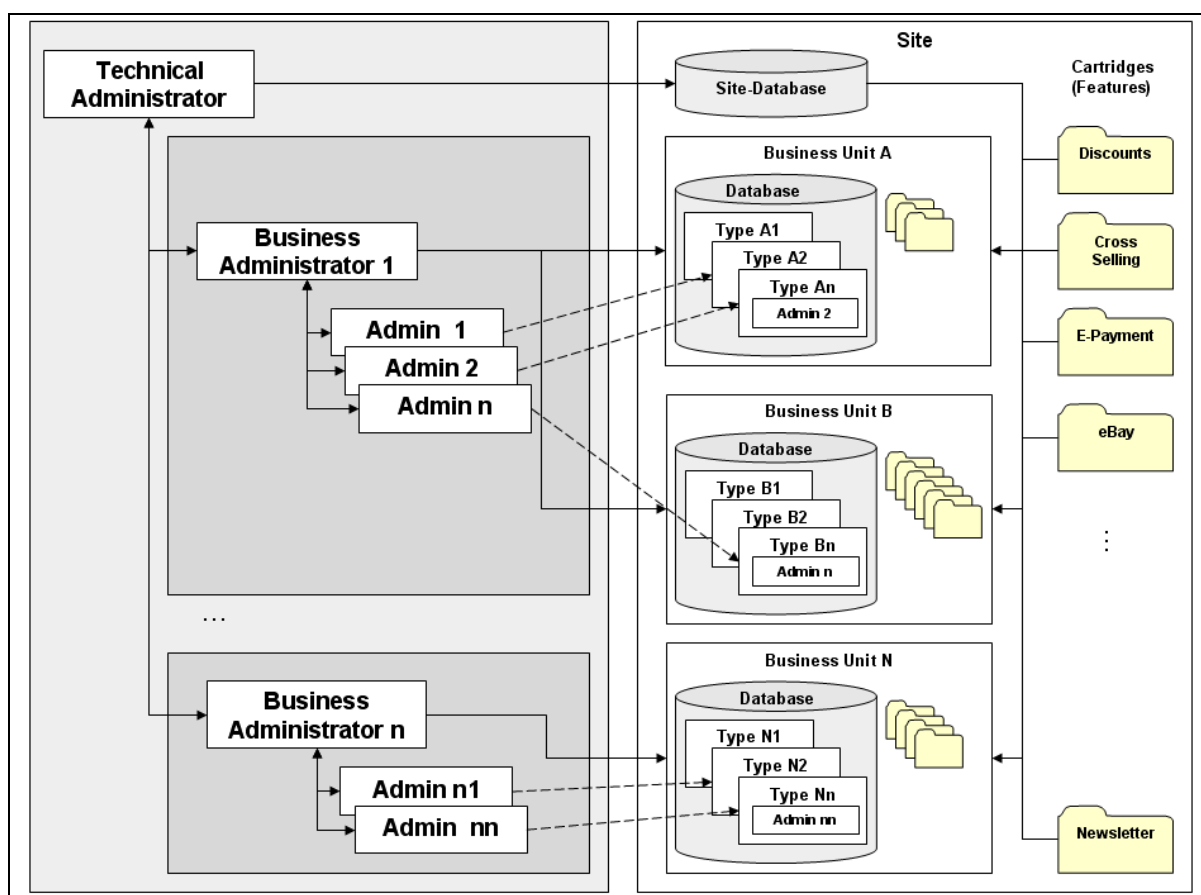 Technical
Administrator
Business
Administrator 1
Admin 1
Admin 2
Admin n
...
Business
Administrator n
Admin n1
Admin nn
Site
Site-Database
Business Unit A
Database
Type A1
Type A2
Type An
Admin 2
Business Unit B
Database
Type B1
Type B2
Type Bn
Admin n
Business Unit N
Database
Type N1
Type N2
Type Nn
Admin nn
Cartridges
(Features)
Discounts
Cross
Selling
E-Payment
eBay
...
Newsletter